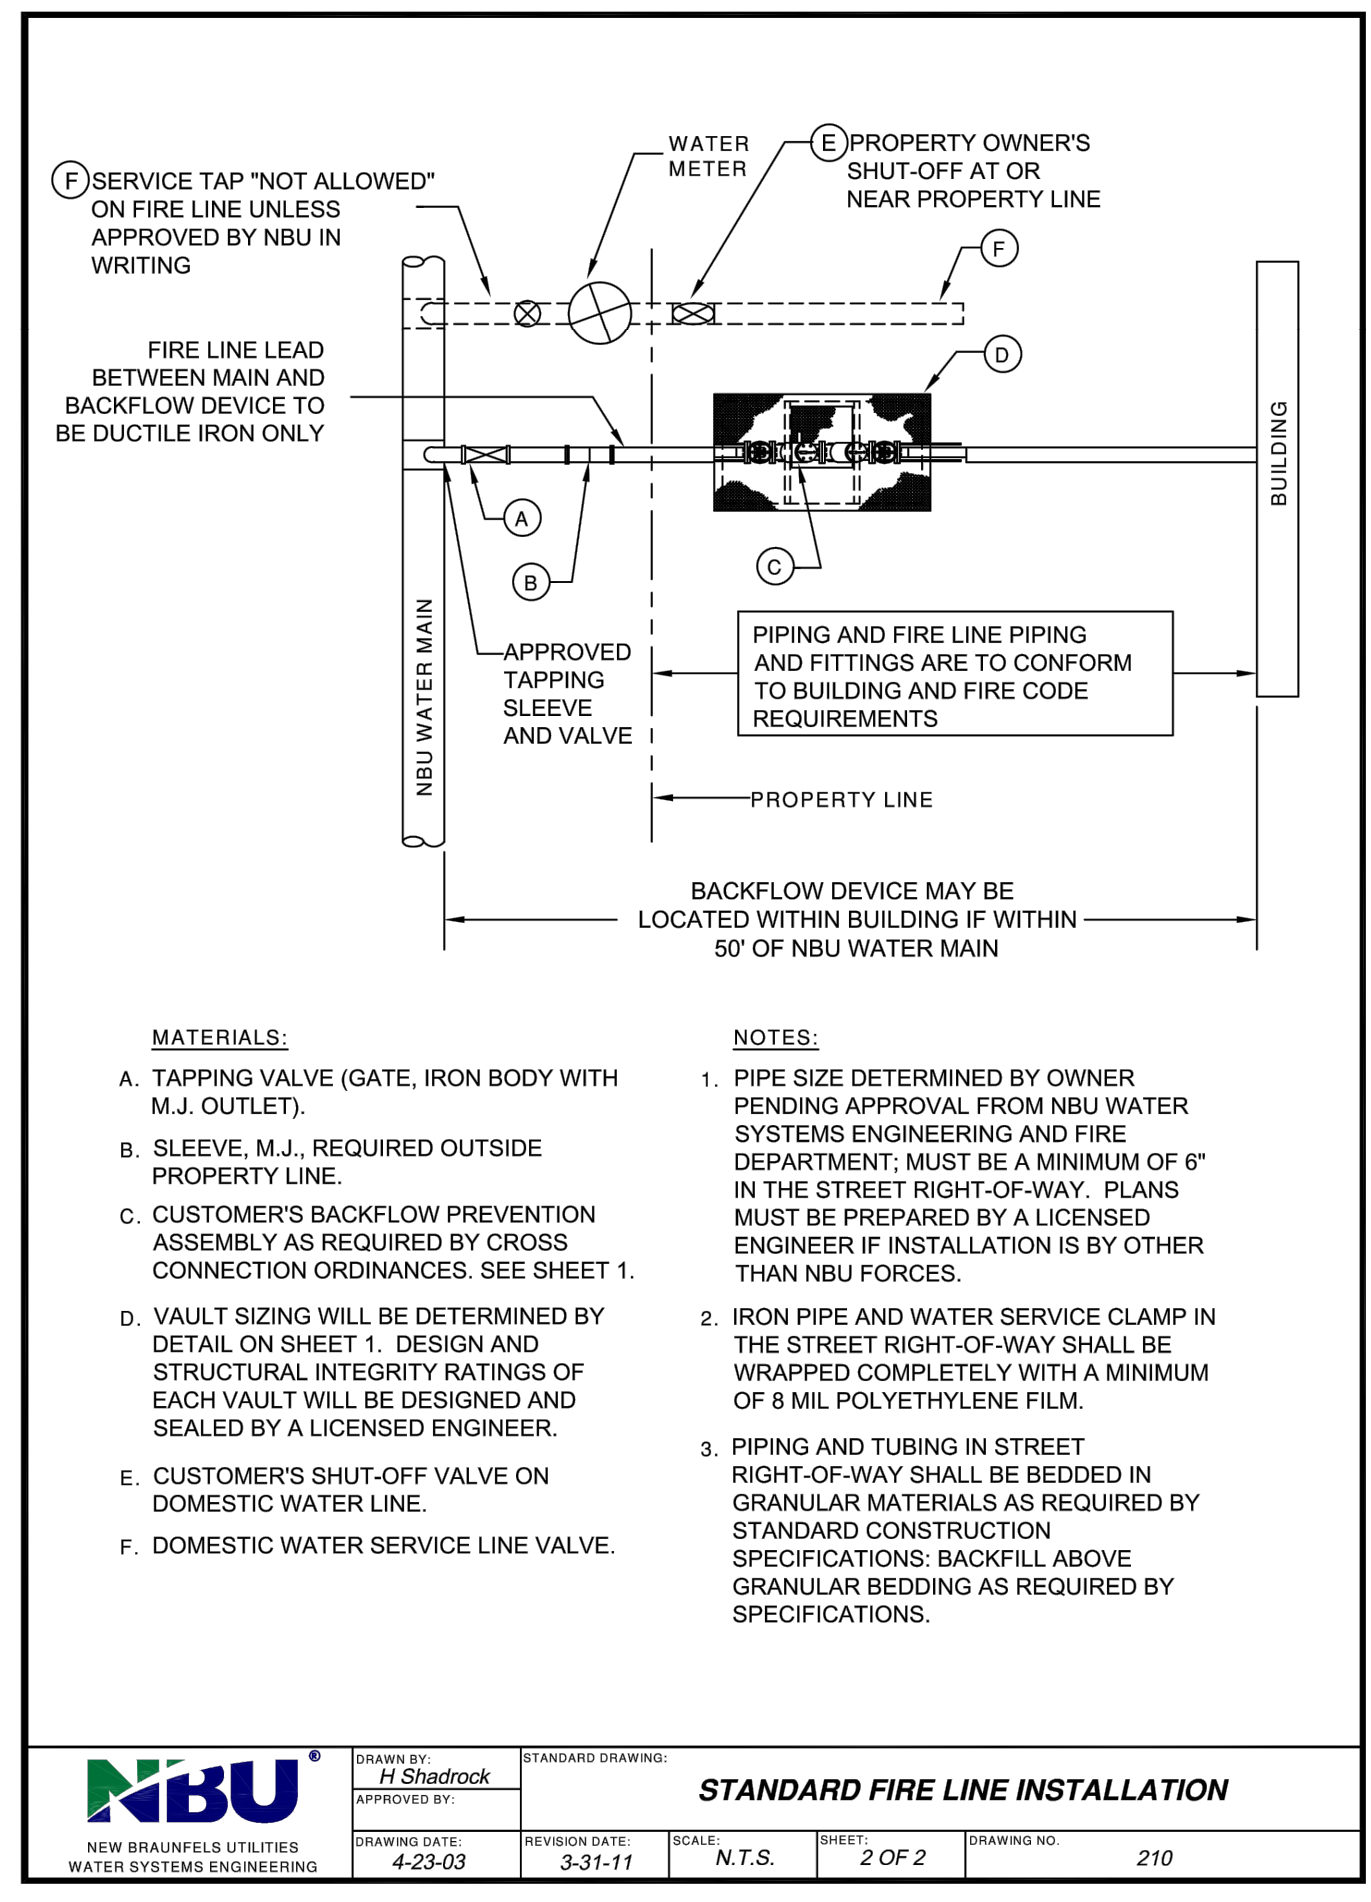 WATER
METER
E
PROPERTY OWNER'S
SHUT-OFF AT OR
NEAR PROPERTY LINE
F
SERVICE TAP "NOT ALLOWED"
ON FIRE LINE UNLESS
APPROVED BY NBU IN
WRITING
F
FIRE LINE LEAD
BETWEEN MAIN AND
BACKFLOW DEVICE TO
BE DUCTILE IRON ONLY
D
BUILDING
A
B
C
NBU WATER MAIN
APPROVED
TAPPING
SLEEVE
AND VALVE
PIPING AND FIRE LINE PIPING
AND FITTINGS ARE TO CONFORM
TO BUILDING AND FIRE CODE
REQUIREMENTS
PROPERTY LINE
BACKFLOW DEVICE MAY BE
LOCATED WITHIN BUILDING IF WITHIN
50' OF NBU WATER MAIN
MATERIALS:
A. TAPPING VALVE (GATE, IRON BODY WITH
M.J. OUTLET).
B. SLEEVE, M.J., REQUIRED OUTSIDE
PROPERTY LINE.
C. CUSTOMER'S BACKFLOW PREVENTION
ASSEMBLY AS REQUIRED BY CROSS
CONNECTION ORDINANCES. SEE SHEET 1.
D. VAULT SIZING WILL BE DETERMINED BY
DETAIL ON SHEET 1. DESIGN AND
STRUCTURAL INTEGRITY RATINGS OF
EACH VAULT WILL BE DESIGNED AND
SEALED BY A LICENSED ENGINEER.
E. CUSTOMER'S SHUT-OFF VALVE ON
DOMESTIC WATER LINE.
F. DOMESTIC WATER SERVICE LINE VALVE.
NOTES:
1. PIPE SIZE DETERMINED BY OWNER
PENDING APPROVAL FROM NBU WATER
SYSTEMS ENGINEERING AND FIRE
DEPARTMENT; MUST BE A MINIMUM OF 6"
IN THE STREET RIGHT-OF-WAY. PLANS
MUST BE PREPARED BY A LICENSED
ENGINEER IF INSTALLATION IS BY OTHER
THAN NBU FORCES.
2. IRON PIPE AND WATER SERVICE CLAMP IN
THE STREET RIGHT-OF-WAY SHALL BE
WRAPPED COMPLETELY WITH A MINIMUM
OF 8 MIL POLYETHYLENE FILM.
3. PIPING AND TUBING IN STREET
RIGHT-OF-WAY SHALL BE BEDDED IN
GRANULAR MATERIALS AS REQUIRED BY
STANDARD CONSTRUCTION
SPECIFICATIONS: BACKFILL ABOVE
GRANULAR BEDDING AS REQUIRED BY
SPECIFICATIONS.
NBU®
NEW BRAUNFELS UTILITIES
WATER SYSTEMS ENGINEERING
DRAWN BY:
H Shadrock
APPROVED BY:
STANDARD DRAWING:
STANDARD FIRE LINE INSTALLATION
DRAWING DATE:
4-23-03
REVISION DATE:
3-31-11
SCALE:
N.T.S.
SHEET:
2 OF 2
DRAWING NO.
210